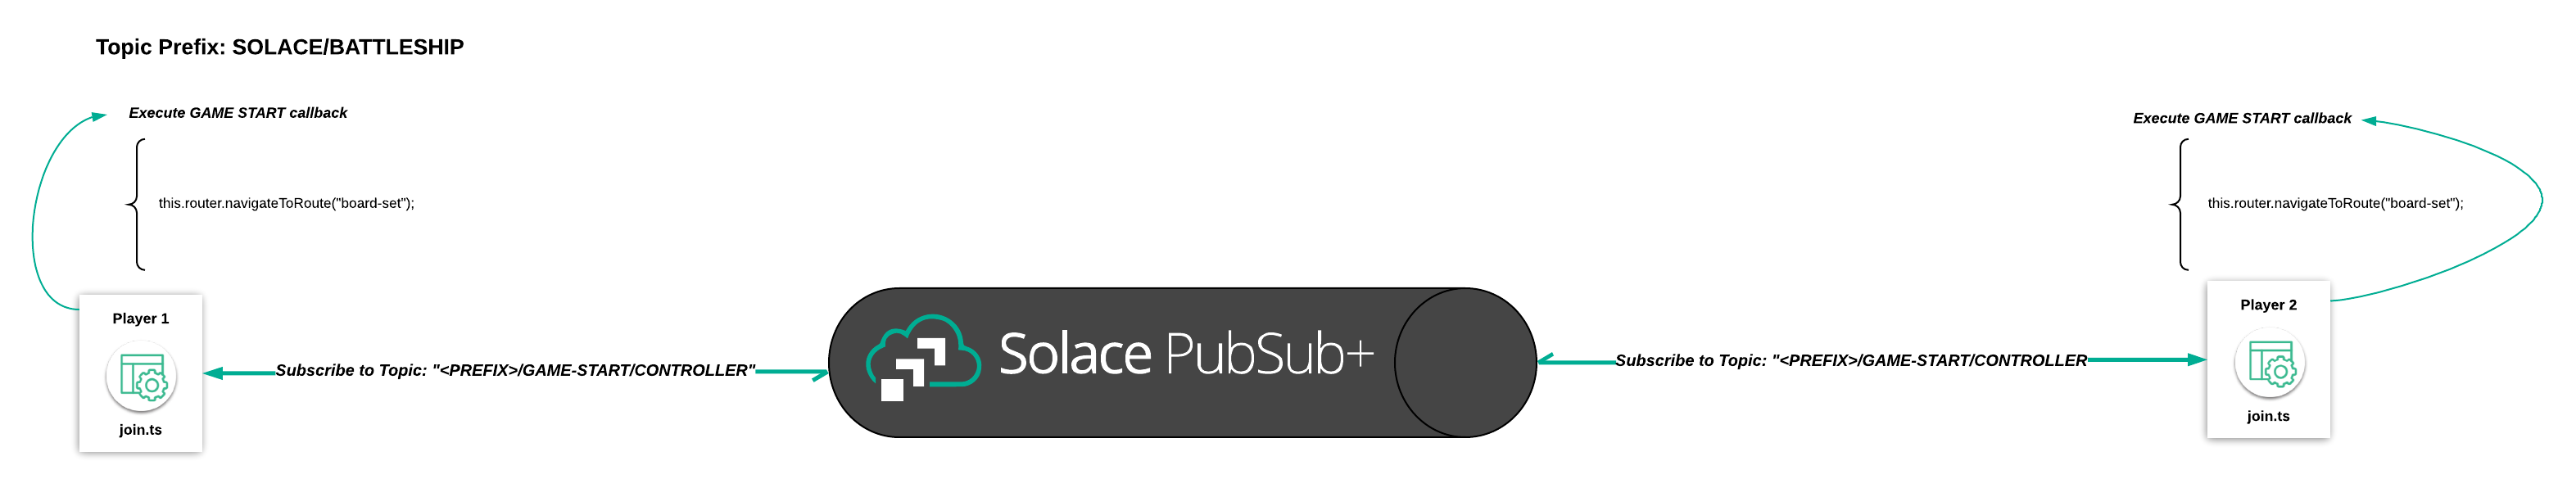 Topic Prefix: SOLACE/BATTLESHIP
Execute GAME START callback
this.router.navigateToRoute("board-set");
Player 1
join.ts
Subscribe to Topic: "<PREFIX>/GAME-START/CONTROLLER"
Solace PubSub+
Subscribe to Topic: "<PREFIX>/GAME-START/CONTROLLER
Execute GAME START callback
this.router.navigateToRoute("board-set");
Player 2
join.ts